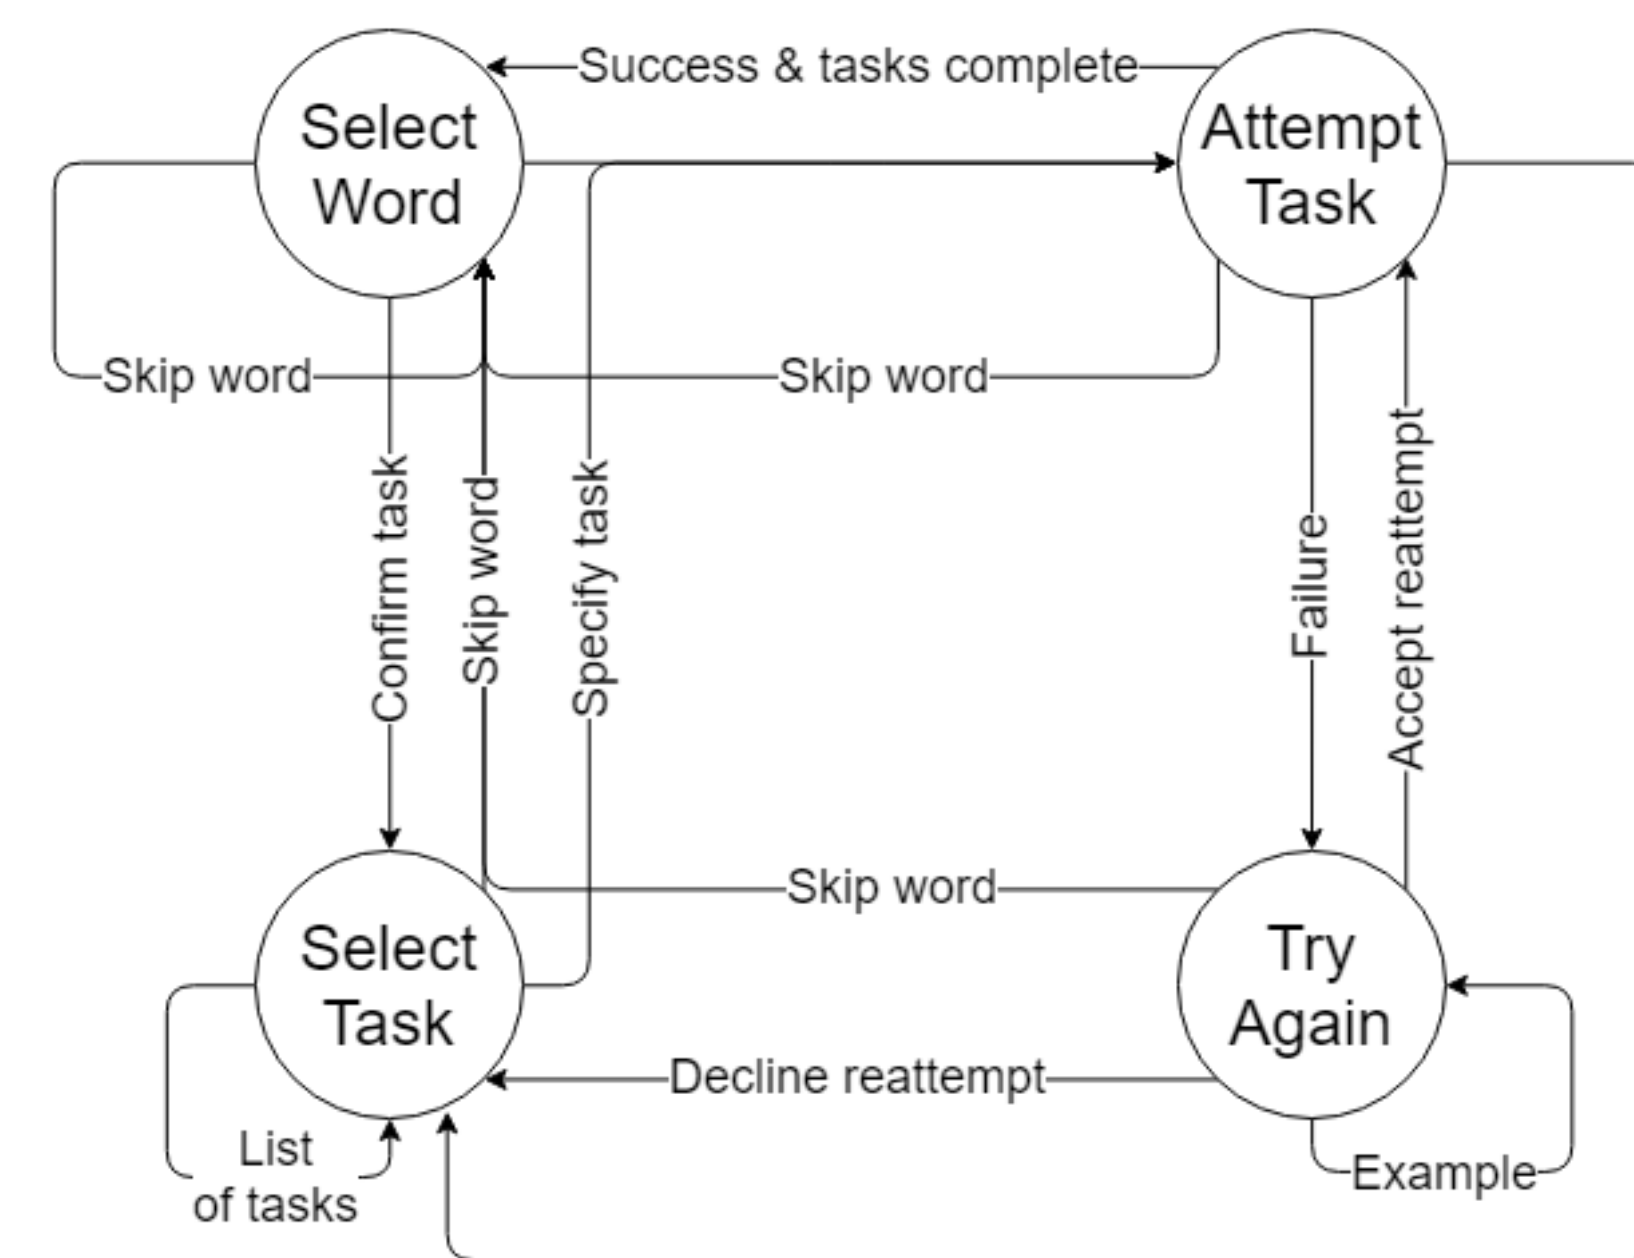 Success & tasks complete
Select
Word
Attempt
Task
Skip word
Skip word
Confirm task
Skip word
Specify task
Failure
Accept reattempt
Skip word
Select
Task
Try
Again
Decline reattempt
List
of tasks
Example